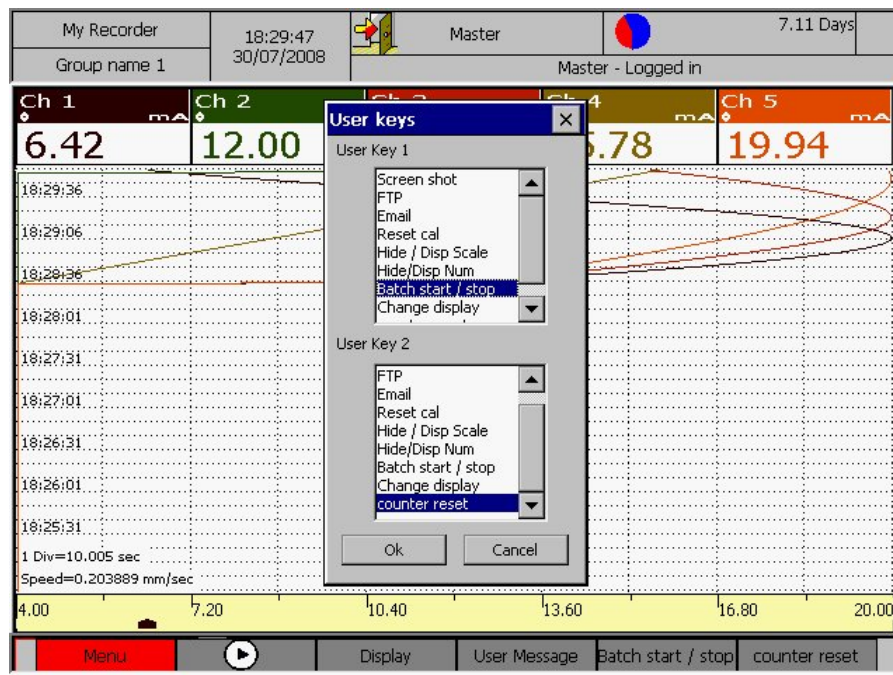 My Recorder
Group name 1
18:29:47
30/07/2008
Master
7.11 Days
Master - Logged in
Ch 1
mA
6.42
Ch 2
12.00
4
mA
5.78
Ch 5
mA
19.94
User keys
User Key 1
Screen shot
FTP
Email
Reset cal
Hide / Disp Scale
Hide/Disp Num
Batch start / stop
Change display
User Key 2
FTP
Email
Reset cal
Hide / Disp Scale
Hide/Disp Num
Batch start / stop
Change display
counter reset
Ok
Cancel
18:29:36
18:29:06
18:28:36
18:28:01
18:27:31
18:27:01
18:26:31
18:26:01
18:25:31
1 Div=10.005 sec
Speed=0.203889 mm/sec
4.00
7.20
10.40
13.60
16.80
20.00
Menu
Display
User Message
Batch start / stop
counter reset